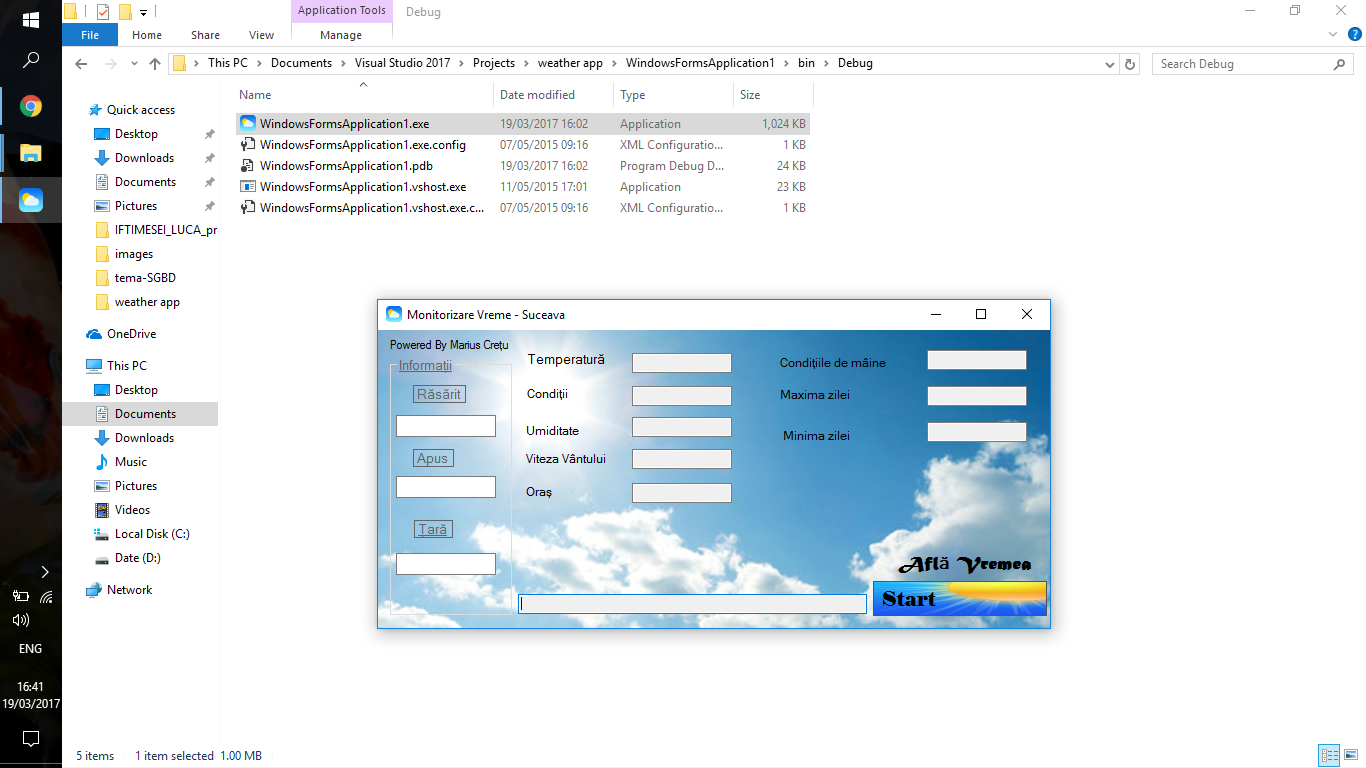 Application Tools
Debug
File
Home
Share
View
Manage
This PC
Documents
Visual Studio 2017
Projects
weather app
WindowsFormsApplication1
bin
Debug
Search Debug
Name
Date modified
Type
Size
WindowsFormsApplication1.exe 19/03/2017 16:02 Application 1,024 KB
WindowsFormsApplication1.exe.config 07/05/2015 09:16 XML Configuratio... 1 KB
WindowsFormsApplication1.pdb 19/03/2017 16:02 Program Debug D... 24 KB
WindowsFormsApplication1.vshost.exe 11/05/2015 17:01 Application 23 KB
WindowsFormsApplication1.vshost.exe.c... 07/05/2015 09:16 XML Configuratio... 1 KB
Quick access
Desktop
Downloads
Documents
Pictures
IFTIMESEI_LUCA_pr
images
tema-SGBD
weather app
OneDrive
This PC
Desktop
Documents
Downloads
Music
Pictures
Videos
Local Disk (C:)
Date (D:)
Network
Monitorizare Vreme - Suceava
Powered By Marius Crețu
Informații
Răsărit
Apus
Țară
Temperatură
Condiții
Umiditate
Viteza Vântului
Oraș
Condițiile de mâine
Maxima zilei
Minima zilei
Află Vremea
Start
ENG
16:41
19/03/2017
5 items
1 item selected 1.00 MB